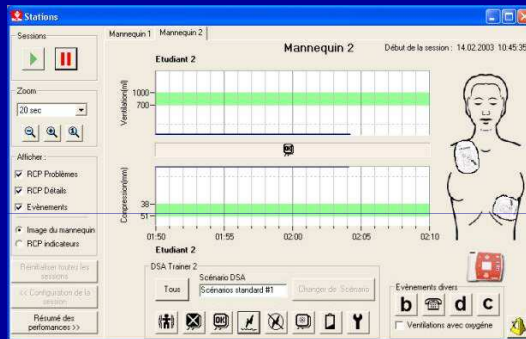 Stations
Sessions
Zoom
20 sec
Afficher :
RCP Problèmes
RCP Détails
Evènements
Image du mannequin
RCP indicateurs
Réinitialiser toutes les
sessions
<< Configuration de la
session
Résumé des
perfomances >>
Mannequin 1
Mannequin 2
Mannequin 2
Début de la session : 14.02.2003 10:45:35
Etudiant 2
Ventilation(ml)
1000
700
OK
Compression(mm)
38
51
01:50 01:55 02:00 02:05 02:10
Etudiant 2
DSA Trainer 2
Tous
Scénario DSA
Scénarios standard #1
Changer de Scénario
OK
Evènements divers
b d c
Ventilations avec oxygène